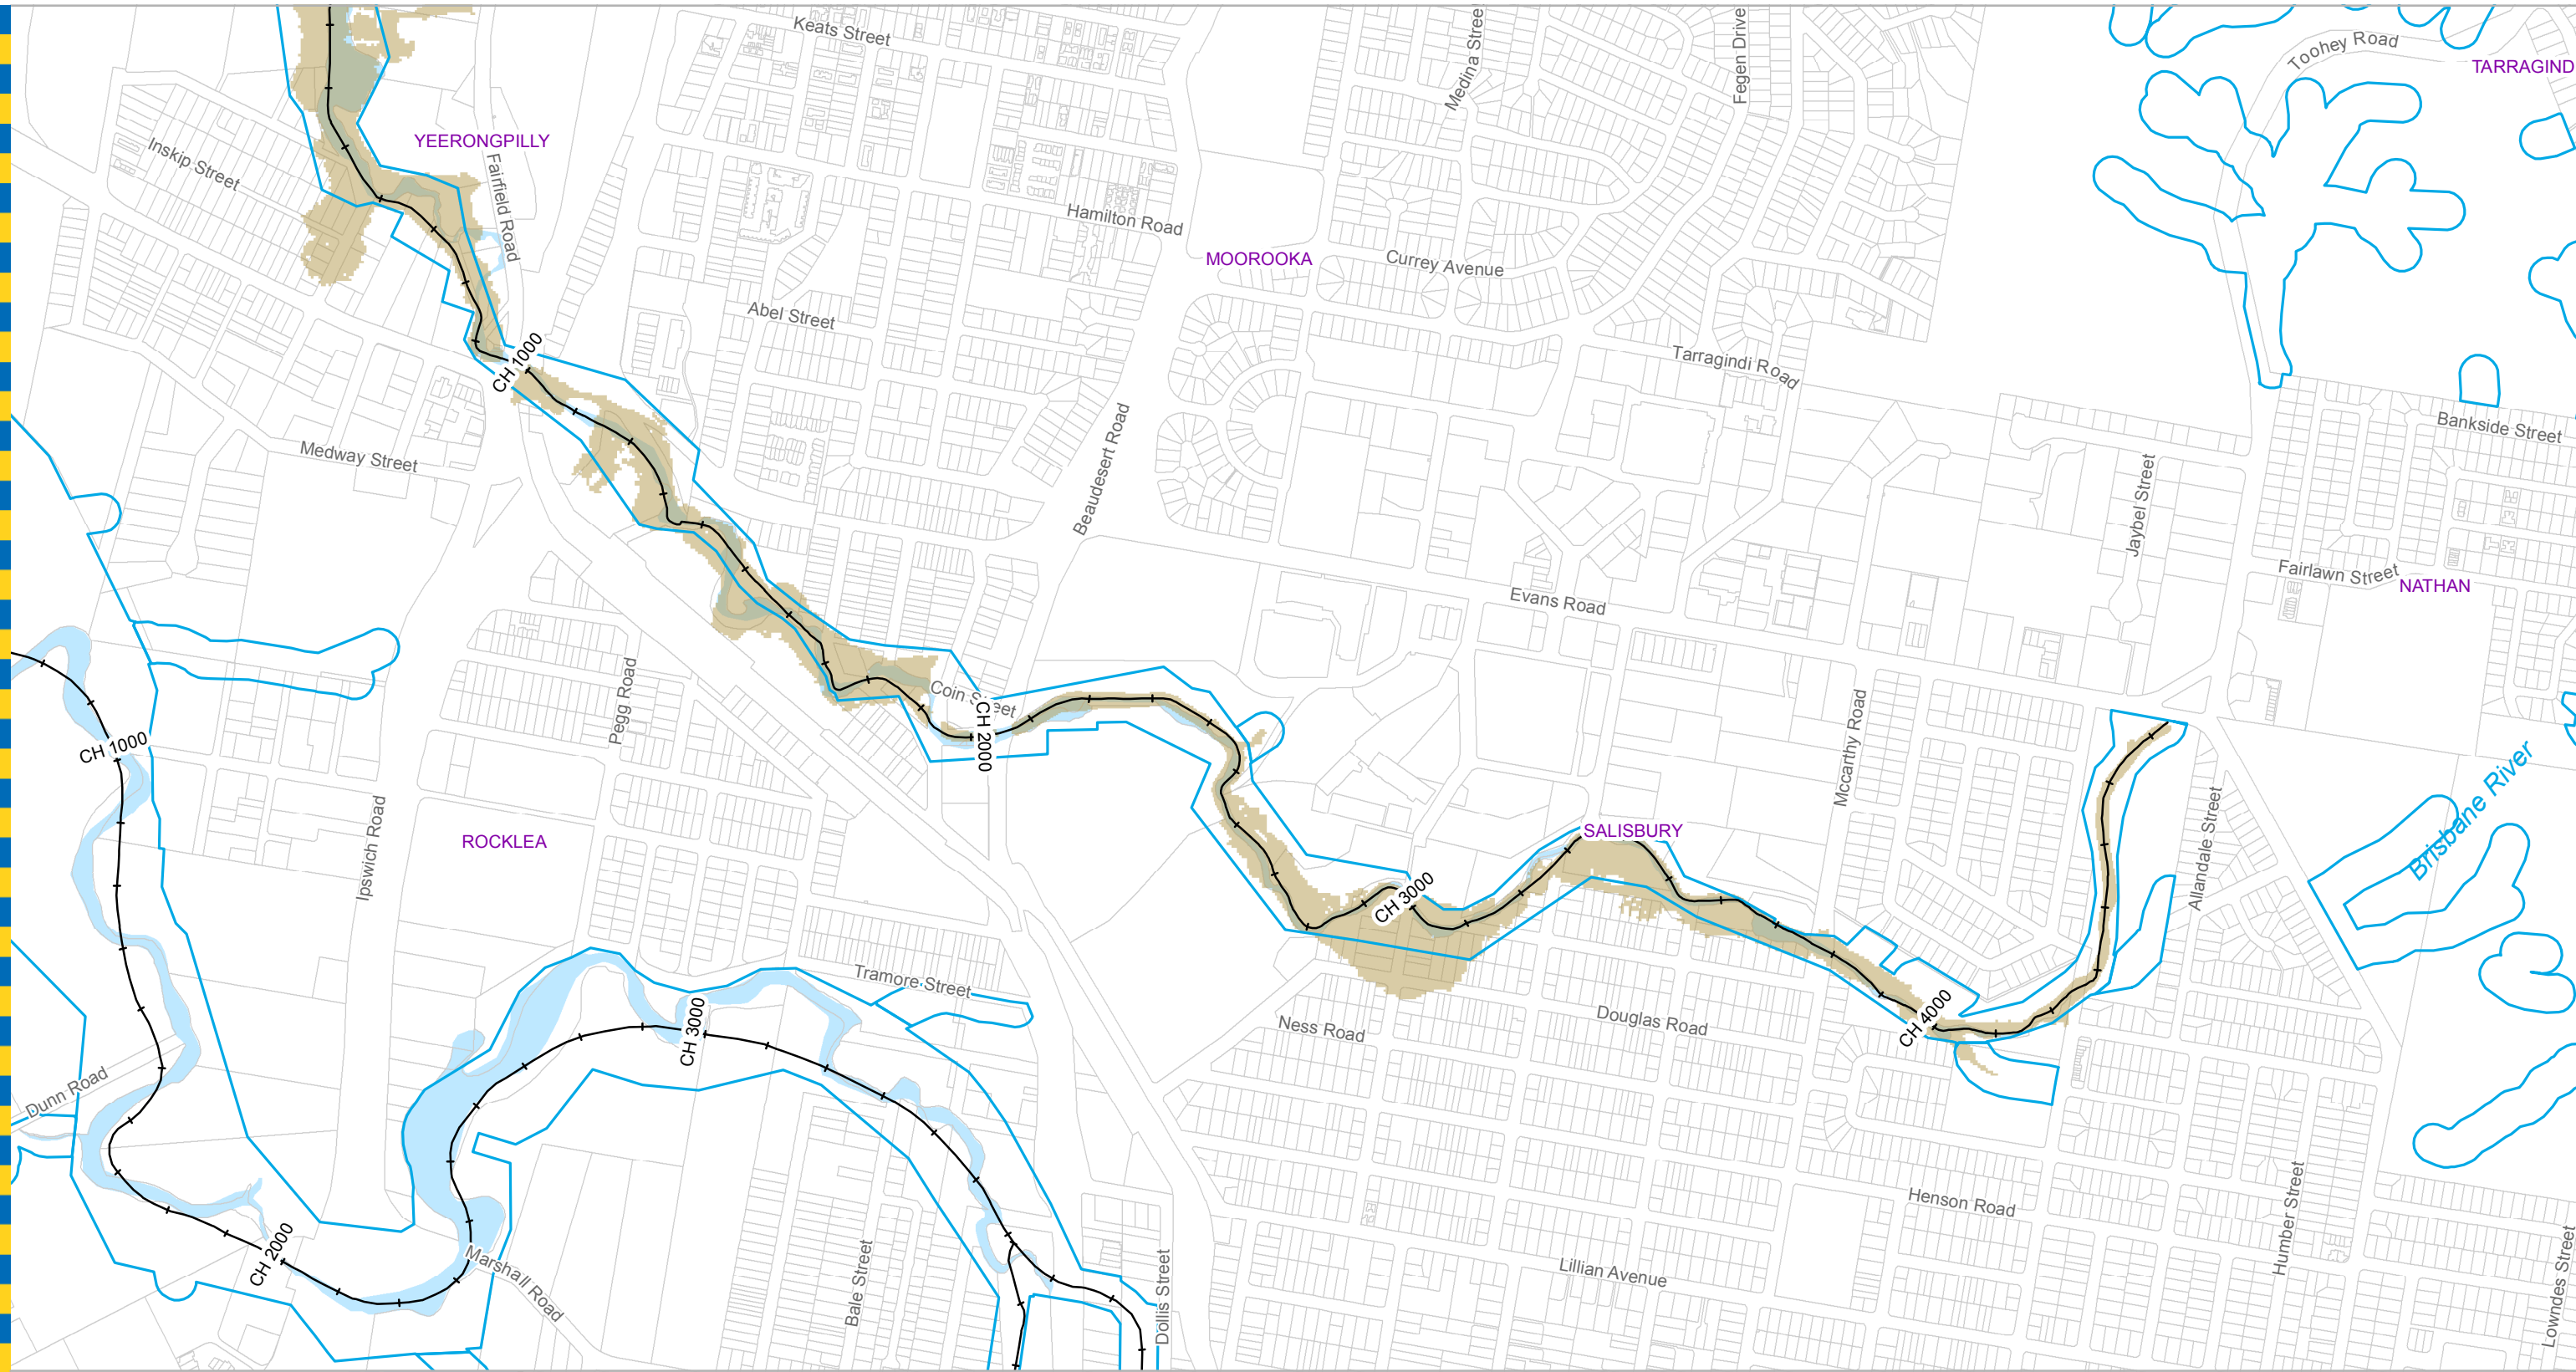 Keats Street
Medina Stree
Fegen Drive
Toohey Road
TARRAGIND
YEERONGPILLY
Inskip Street
Fairfield Road
Hamilton Road
MOOROOKA
Currey Avenue
Abel Street
CH 1000
Tarragindi Road
Bankside Street
Medway Street
Beaudesert Road
Jaybel Street
Fairlawn Street
NATHAN
Evans Road
Pegg Road
Coin Street
CH 2000
CH 1000
Mccarthy Road
Brisbane River
Allandale Street
ROCKLEA
Ipswich Road
SALISBURY
CH 3000
Tramore Street
CH 3000
Ness Road
Douglas Road
CH 4000
Dunn Road
Henson Road
Humber Street
CH 2000
Marshall Road
Bale Street
Dollis Street
Lillian Avenue
Lowndes Street